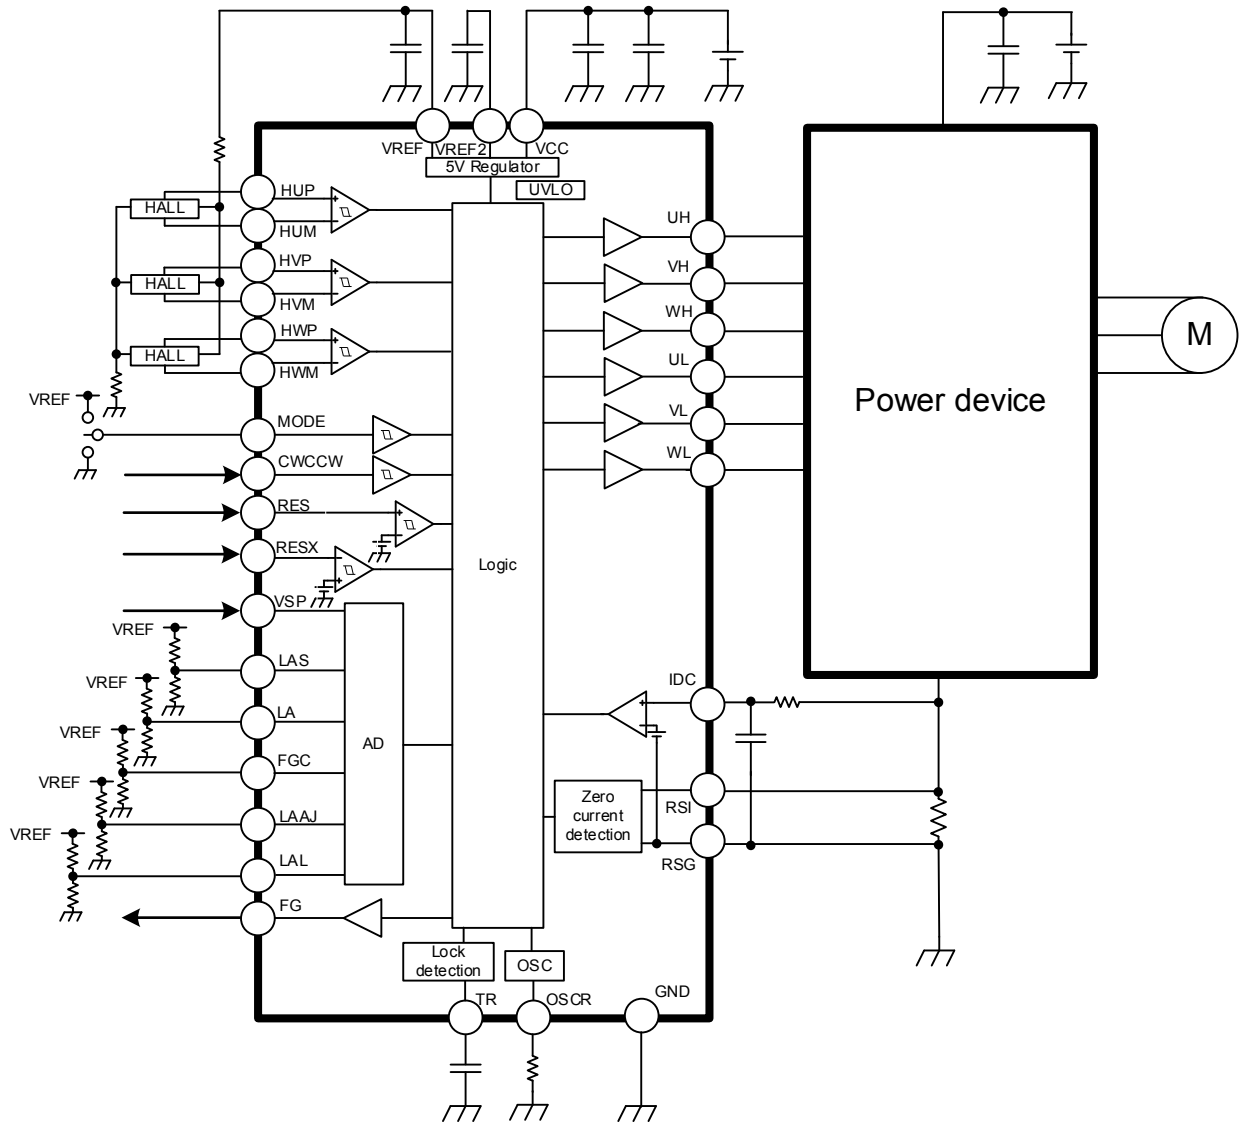 VREF
VREF2
VCC
5V Regulator
UVLO
HUP
HALL
HUM
HVP
HALL
HVM
HWP
HALL
HWM
VREF
MODE
CWCCW
RES
RESX
VSP
VREF
LAS
VREF
LA
VREF
FGC
VREF
LAAJ
VREF
LAL
FG
AD
Logic
UH
VH
WH
UL
VL
WL
IDC
RSI
RSG
Zero
current
detection
Lock
detection
OSC
TR
OSCR
GND
Power device
M